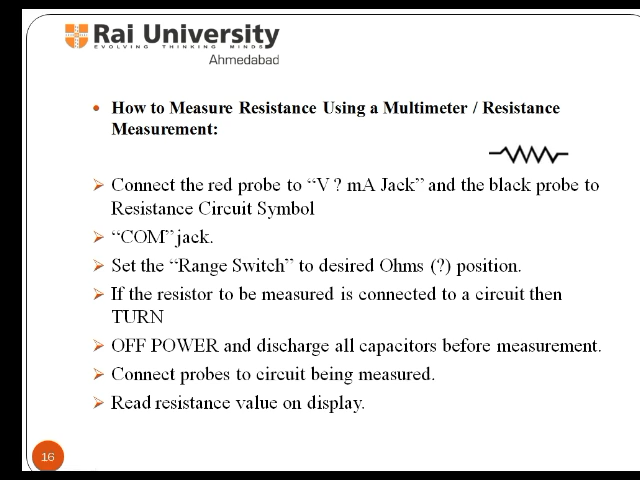 Rai University
EVOLVING THINKING MINDS
Ahmedabad
• How to Measure Resistance Using a Multimeter / Resistance
Measurement:
➢ Connect the red probe to “V ? mA Jack” and the black probe to
Resistance Circuit Symbol
➢ “COM” jack.
➢ Set the “Range Switch” to desired Ohms (?) position.
➢ If the resistor to be measured is connected to a circuit then
TURN
➢ OFF POWER and discharge all capacitors before measurement.
➢ Connect probes to circuit being measured.
➢ Read resistance value on display.
16